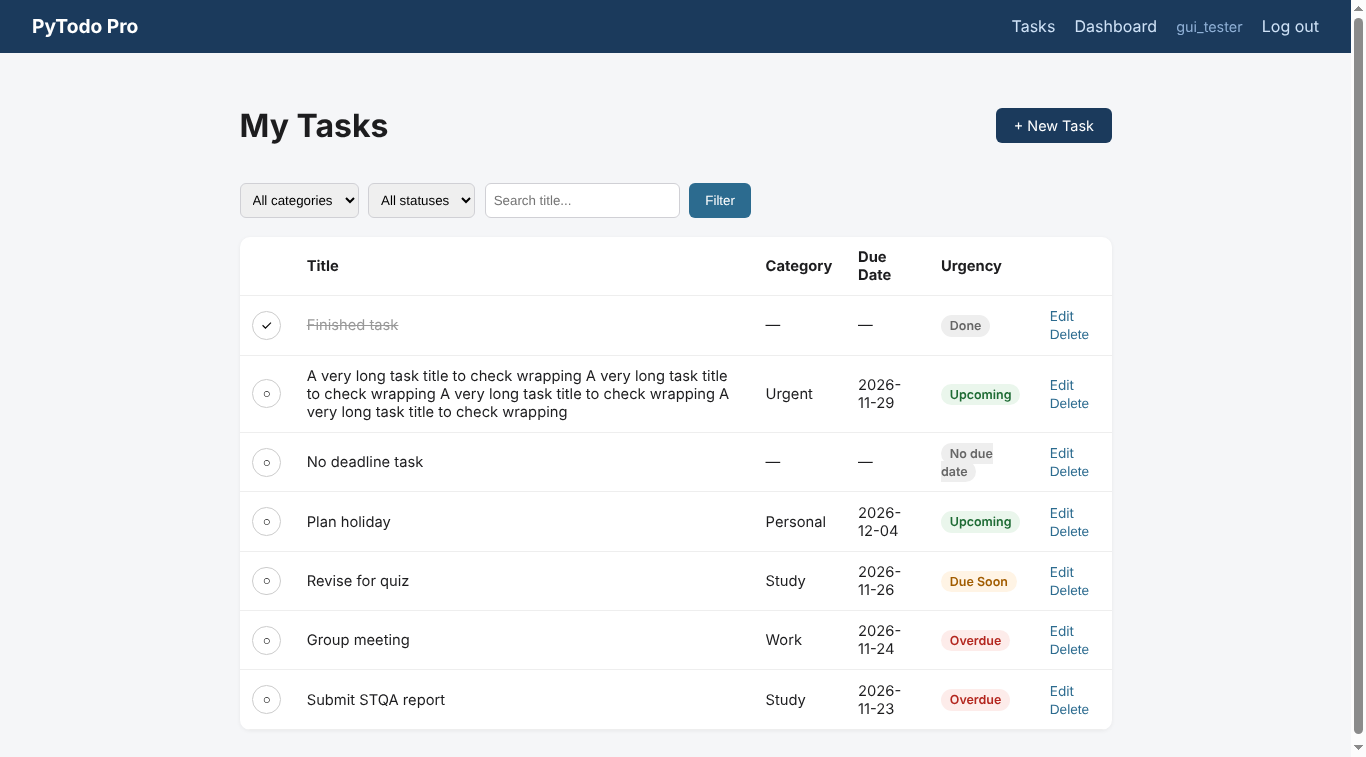 PyTodo Pro
Tasks Dashboard gui_tester Log out
My Tasks
+ New Task
All categories All statuses Search title... Filter
Title Category Due Date Urgency
✓ Finished task — — Done Edit
Delete
A very long task title to check wrapping A very long task title
to check wrapping A very long task title to check wrapping A
very long task title to check wrapping
Urgent
2026-
11-29
Upcoming
Edit
Delete
No deadline task
—
—
No due
date
Edit
Delete
Plan holiday
Personal
2026-
12-04
Upcoming
Edit
Delete
Revise for quiz
Study
2026-
11-26
Due Soon
Edit
Delete
Group meeting
Work
2026-
11-24
Overdue
Edit
Delete
Submit STQA report
Study
2026-
11-23
Overdue
Edit
Delete